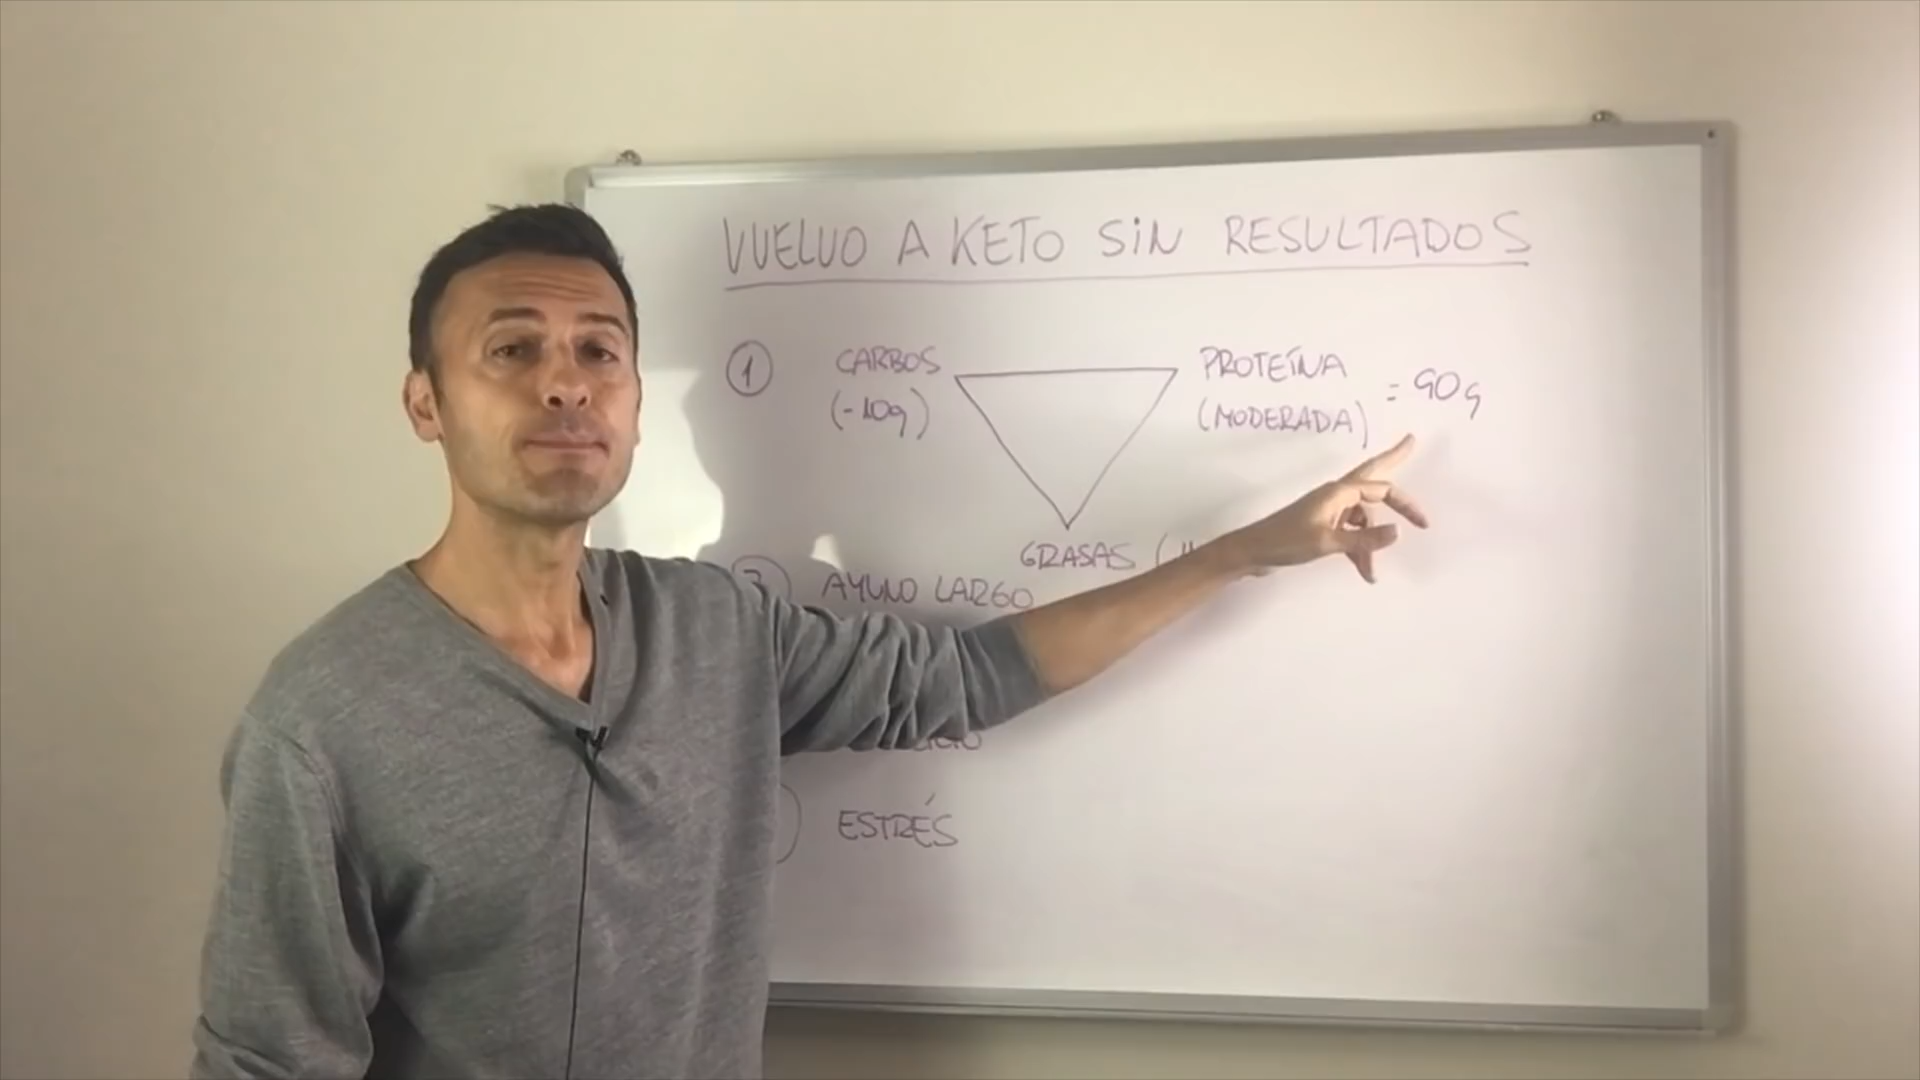 VUELVO A KETO SIN RESULTADOS
1 CARBOS PROTEÍNA
(-10g) (MODERADA) = 90g
GRASAS (
AYUNO LARGO
ESTRÉS